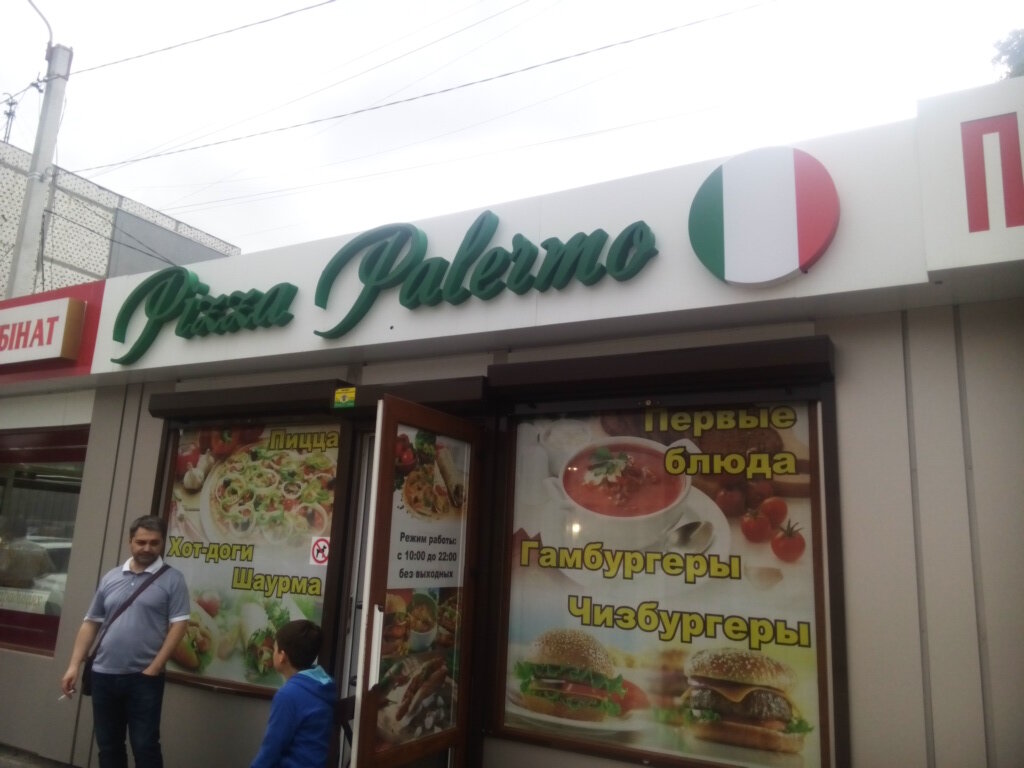 Pizza Palermo
БІНАТ
П
Пицца
Хот-доги
Шаурма
Режим работы:
с 10:00 до 22:00
без выходных
Первые
блюда
Гамбургеры
Чизбургеры